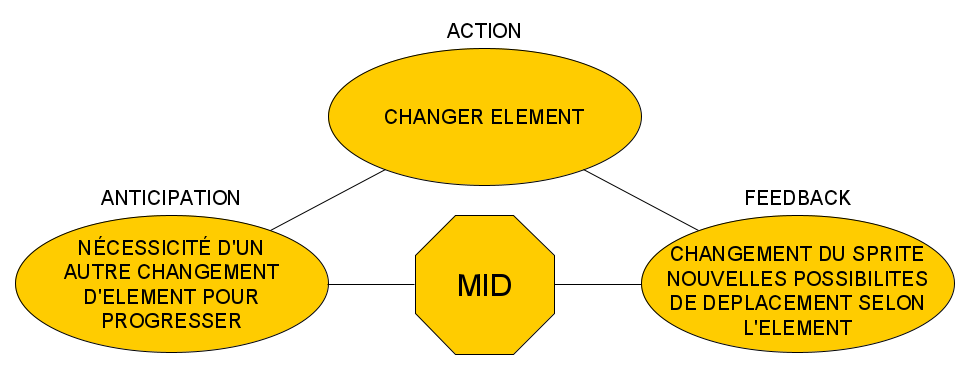 ACTION
CHANGER ELEMENT
ANTICIPATION
NÉCESSICITÉ D'UN
AUTRE CHANGEMENT
D'ELEMENT POUR
PROGRESSER
MID
FEEDBACK
CHANGEMENT DU SPRITE
NOUVELLES POSSIBILITES
DE DEPLACEMENT SELON
L'ELEMENT